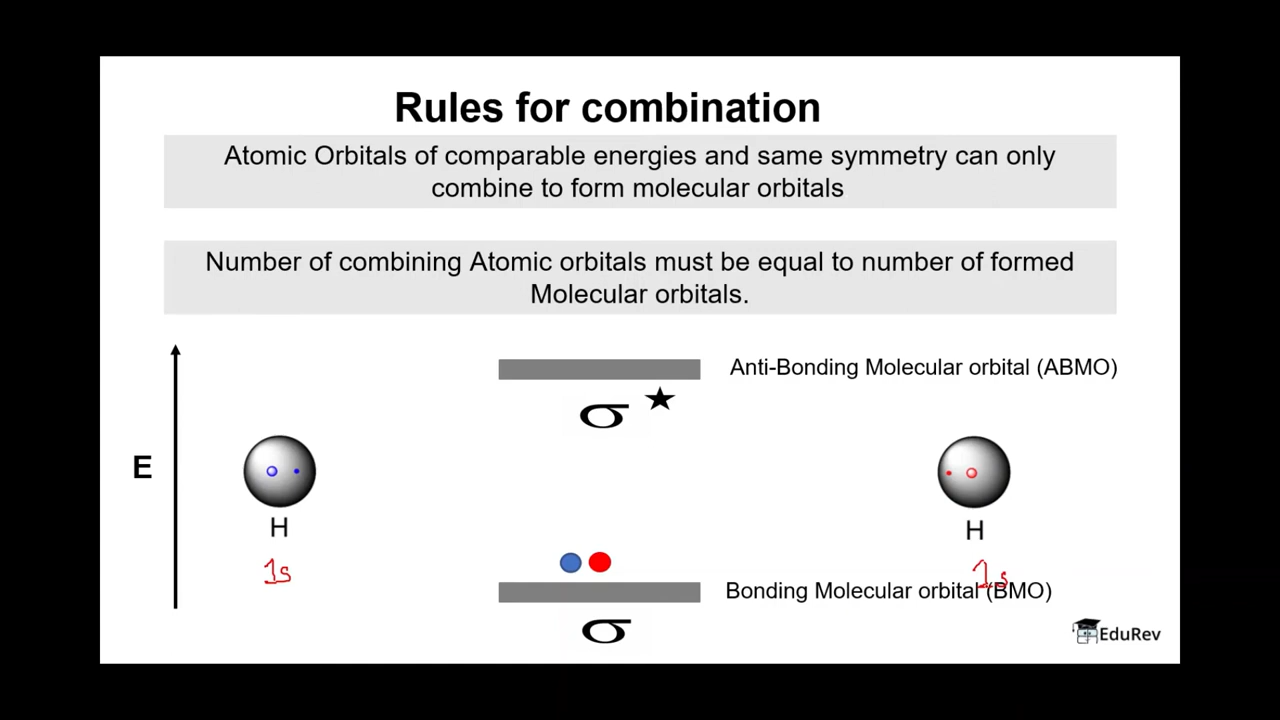 Rules for combination
Atomic Orbitals of comparable energies and same symmetry can only
combine to form molecular orbitals
Number of combining Atomic orbitals must be equal to number of formed
Molecular orbitals.
Anti-Bonding Molecular orbital (ABMO)
σ ★
E
H
H
1s
1s
Bonding Molecular orbital (BMO)
σ
EduRev